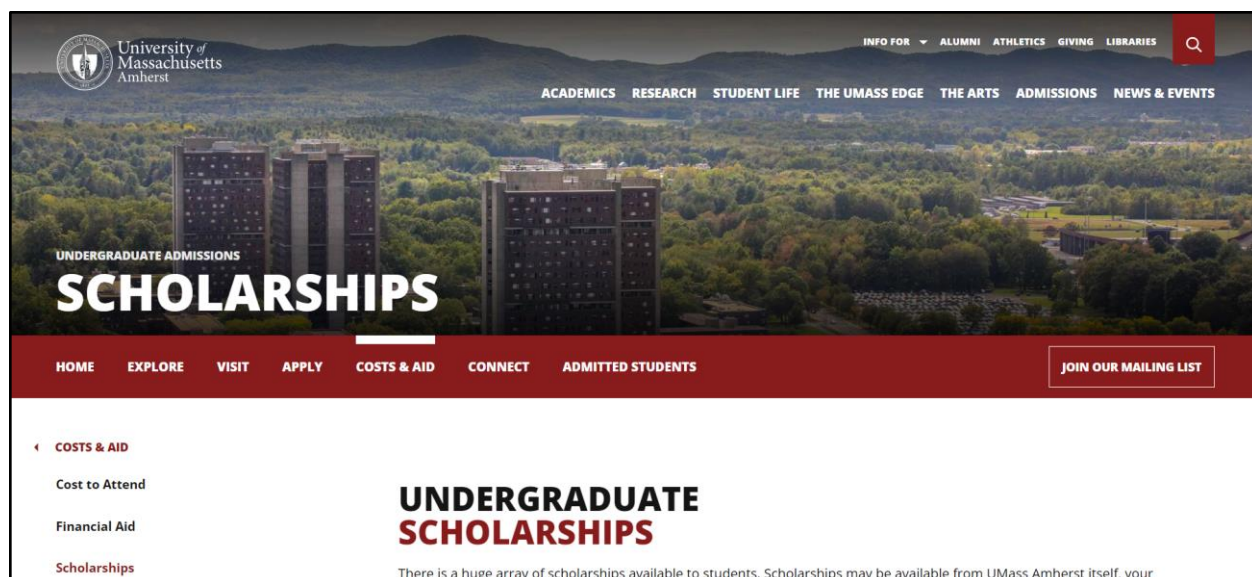 University of
Massachusetts
Amherst
INFO FOR ALUMNI ATHLETICS GIVING LIBRARIES
ACADEMICS RESEARCH STUDENT LIFE THE UMASS EDGE THE ARTS ADMISSIONS NEWS & EVENTS
UNDERGRADUATE ADMISSIONS
SCHOLARSHIPS
HOME EXPLORE VISIT APPLY COSTS & AID CONNECT ADMITTED STUDENTS JOIN OUR MAILING LIST
COSTS & AID
Cost to Attend
Financial Aid
Scholarships
UNDERGRADUATE
SCHOLARSHIPS
There is a huge array of scholarships available to students. Scholarships may be available from UMass Amherst itself, your